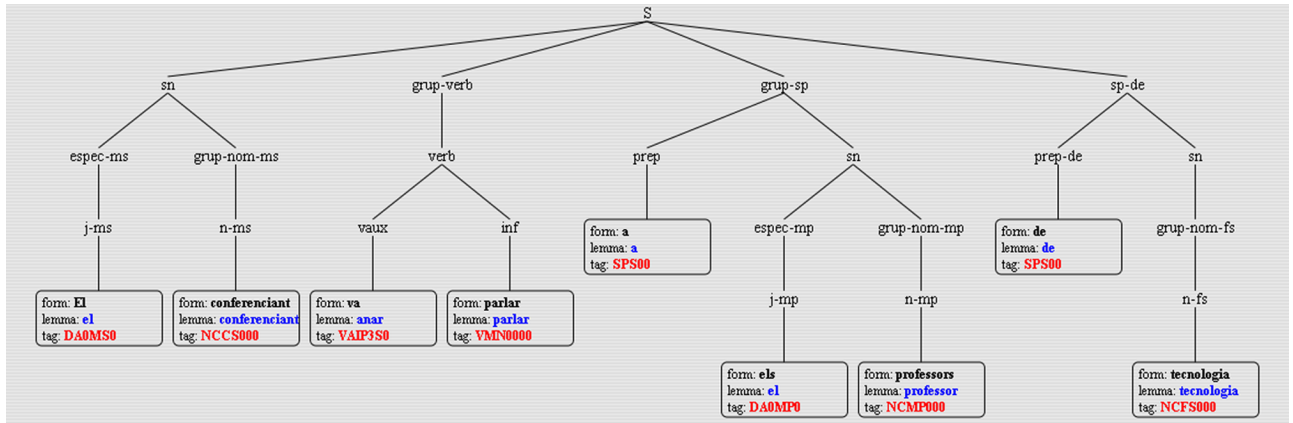 S
sn grup-verb grup-sp sp-de
espec-ms grup-nom-ms verb prep sn prep-de sn
j-ms n-ms vaux inf espec-mp grup-nom-mp grup-nom-fs
form: a
lemma: a
tag: SPS00
form: de
lemma: de
tag: SPS00
j-mp n-mp n-fs
form: El
lemma: el
tag: DA0MS0
form: conferenciant
lemma: conferenciant
tag: NCCS000
form: va
lemma: anar
tag: VAIP3S0
form: parlar
lemma: parlar
tag: VMN0000
form: els
lemma: el
tag: DA0MP0
form: professors
lemma: professor
tag: NCMP000
form: tecnologia
lemma: tecnologia
tag: NCFS000